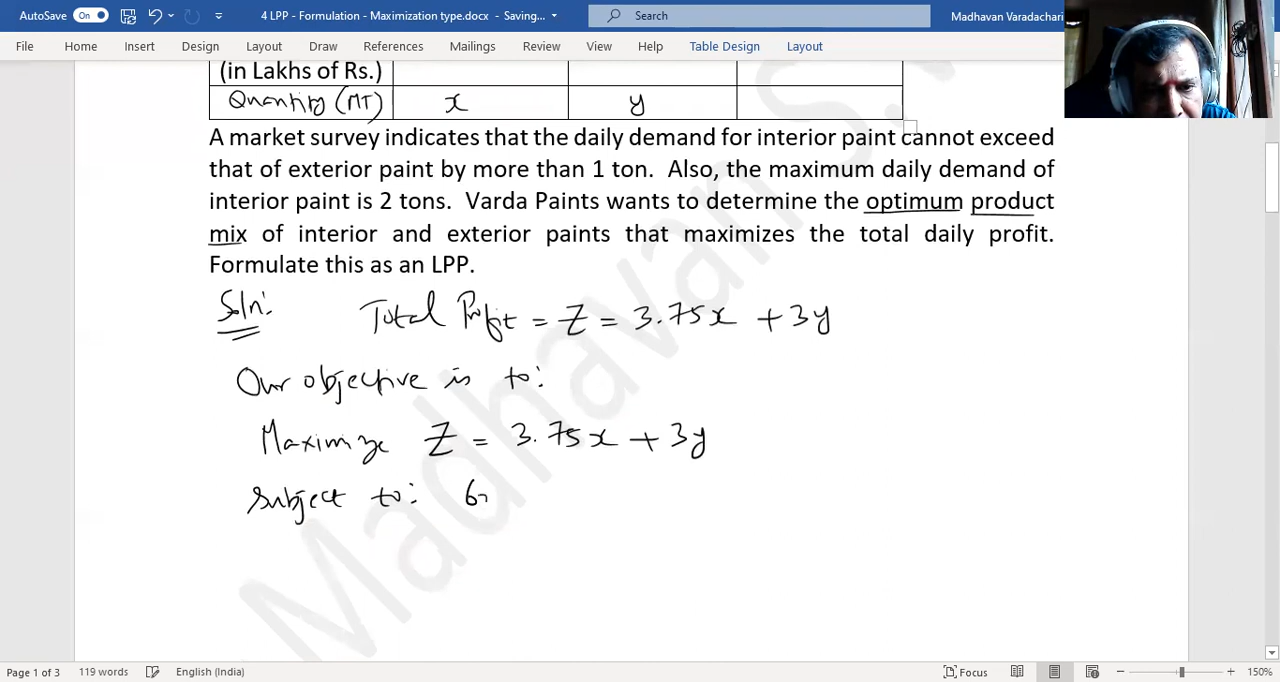 AutoSave On 4 LPP - Formulation - Maximization type.docx - Saving... Search Madhavan Varadachari
File Home Insert Design Layout Draw References Mailings Review View Help Table Design Layout
(in Lakhs of Rs.)
Quantity (MT) x y
A market survey indicates that the daily demand for interior paint cannot exceed
that of exterior paint by more than 1 ton. Also, the maximum daily demand of
interior paint is 2 tons. Varda Paints wants to determine the optimum product
mix of interior and exterior paints that maximizes the total daily profit.
Formulate this as an LPP.
Soln: Total Profit = Z = 3.75x + 3y
Our objective is to:
Maximize Z = 3.75x + 3y
Subject to: 6
Madhavan S.
Page 1 of 3 119 words English (India) Focus 150%